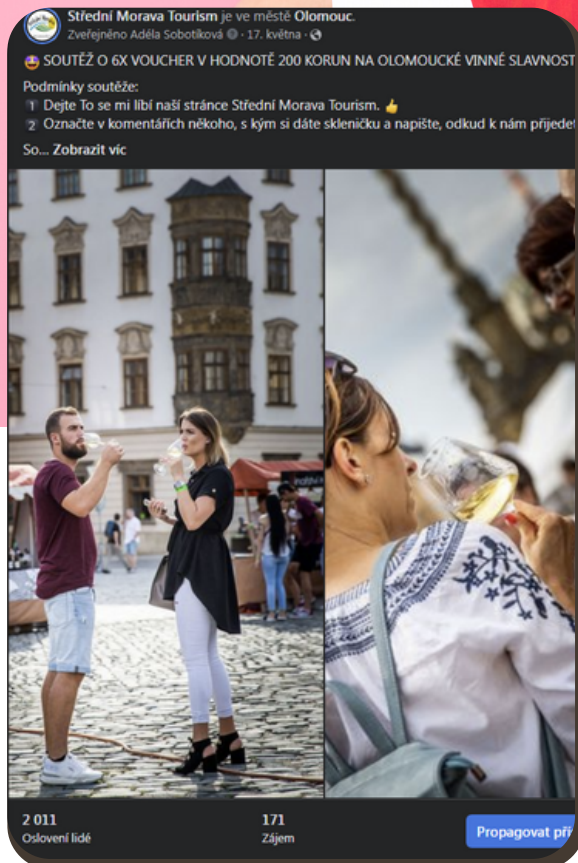 Střední Morava Tourism je ve městě Olomouc.
Zveřejněno Adéla Sobotíková · 17. května ·
SOUTĚŽ O 6X VOUCHER V HODNOTĚ 200 KORUN NA OLOMOUCKÉ VINNÉ SLAVNOST
Podmínky soutěže:
1 Dejte To se mi líbí naší stránce Střední Morava Tourism.
2 Označte v komentářích někoho, s kým si dáte skleničku a napište, odkud k nám přijedet
So... Zobrazit víc
2 011
Oslovení lidé
171
Zájem
Propagovat pří